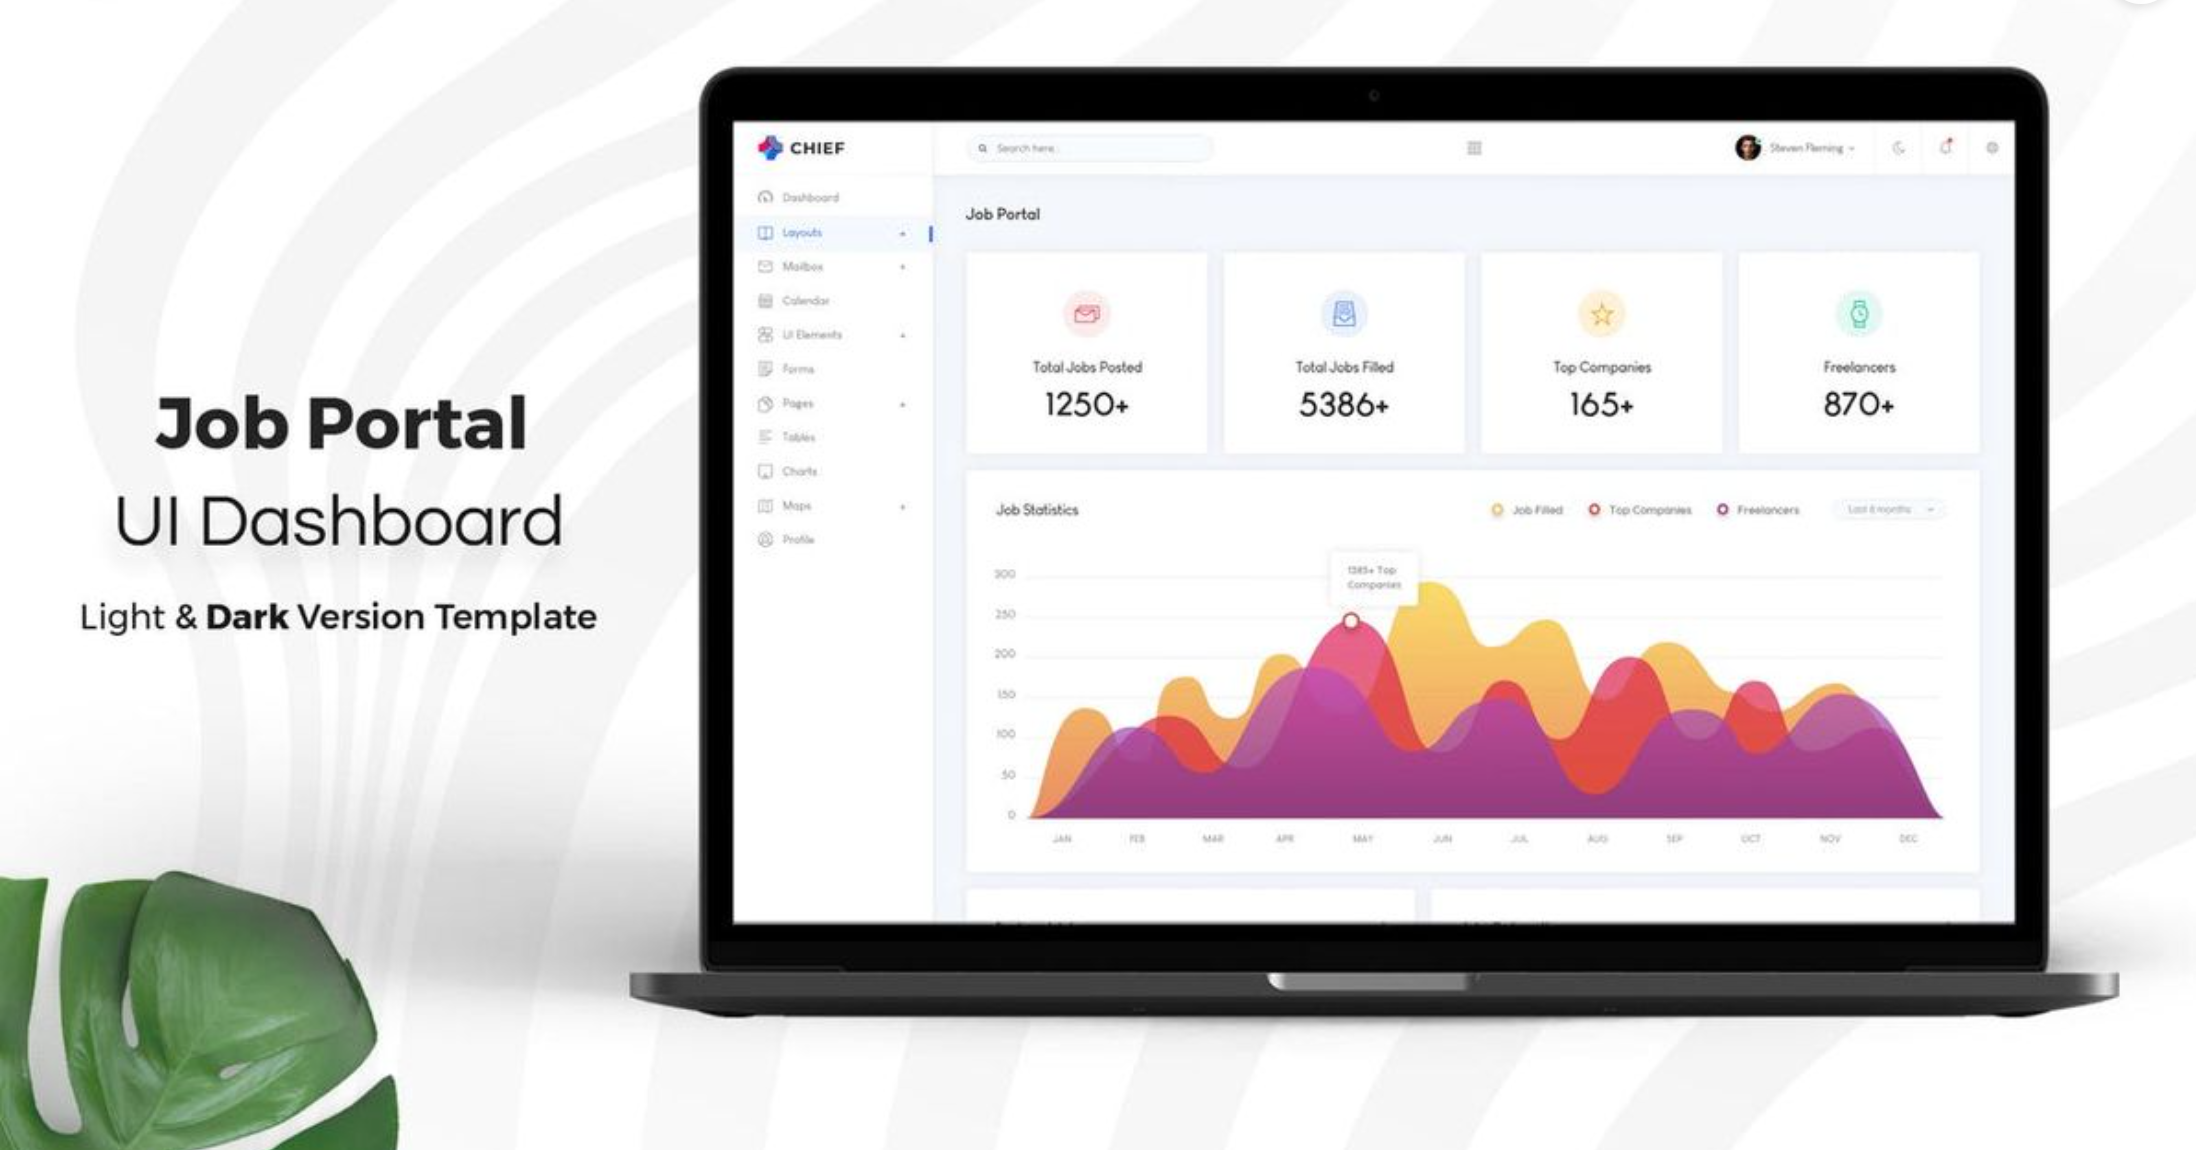 Job Portal
UI Dashboard
Light & Dark Version Template
CHIEF
Search here..
Steven Fleming
Dashboard
Layouts
Mailbox
Calendar
UI Elements
Forms
Pages
Tables
Charts
Maps
Profile
Job Portal
Total Jobs Posted
1250+
Total Jobs Filled
5386+
Top Companies
165+
Freelancers
870+
Job Statistics
Job Filled
Top Companies
Freelancers
Last 6 months
1385+ Top
Companies
300
250
200
150
100
50
0
JAN FEB MAR APR MAY JUN JUL AUG SEP OCT NOV DEC